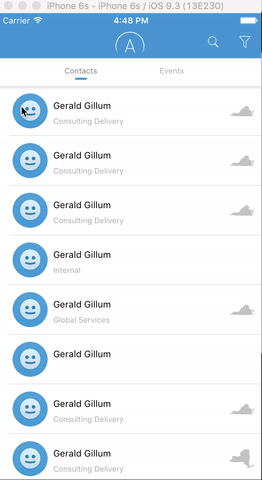 iPhone 6s - iPhone 6s / iOS 9.3 (13E230)
Carrier 4:48 PM
A
Contacts Events
Gerald Gillum
Consulting Delivery
Gerald Gillum
Consulting Delivery
Gerald Gillum
Consulting Delivery
Gerald Gillum
Internal
Gerald Gillum
Global Services
Gerald Gillum
Gerald Gillum
Consulting Delivery
Gerald Gillum
Consulting Delivery